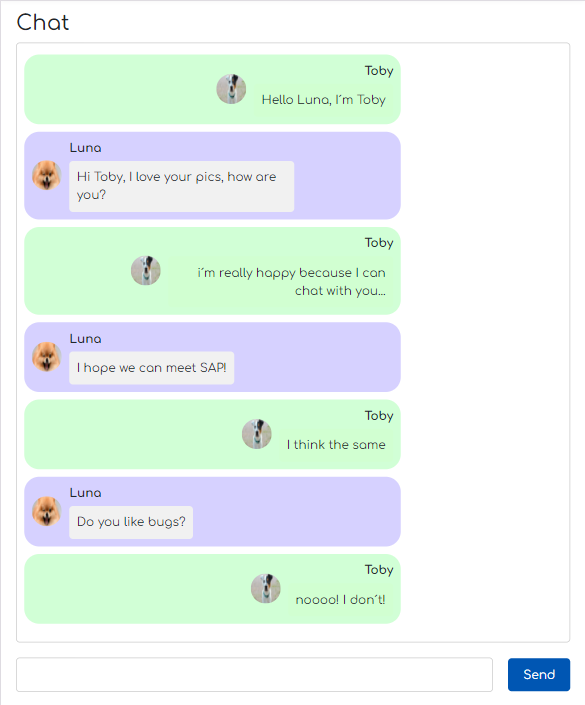 Chat
Toby
Hello Luna, I´m Toby
Luna
Hi Toby, I love your pics, how are
you?
Toby
i´m really happy because I can
chat with you...
Luna
I hope we can meet SAP!
Toby
I think the same
Luna
Do you like bugs?
Toby
noooo! I don´t!
Send